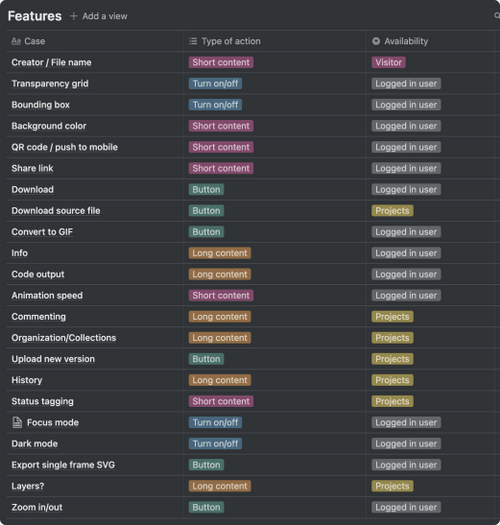 Features + Add a view
Aa Case Type of action Availability
Creator / File name Short content Visitor
Transparency grid Turn on/off Logged in user
Bounding box Turn on/off Logged in user
Background color Short content Logged in user
QR code / push to mobile Short content Logged in user
Share link Short content Logged in user
Download Button Logged in user
Download source file Button Projects
Convert to GIF Button Logged in user
Info Long content Logged in user
Code output Long content Logged in user
Animation speed Short content Logged in user
Commenting Long content Projects
Organization/Collections Long content Projects
Upload new version Button Projects
History Long content Projects
Status tagging Short content Projects
Focus mode Turn on/off Logged in user
Dark mode Turn on/off Logged in user
Export single frame SVG Button Logged in user
Layers? Long content Projects
Zoom in/out Button Logged in user